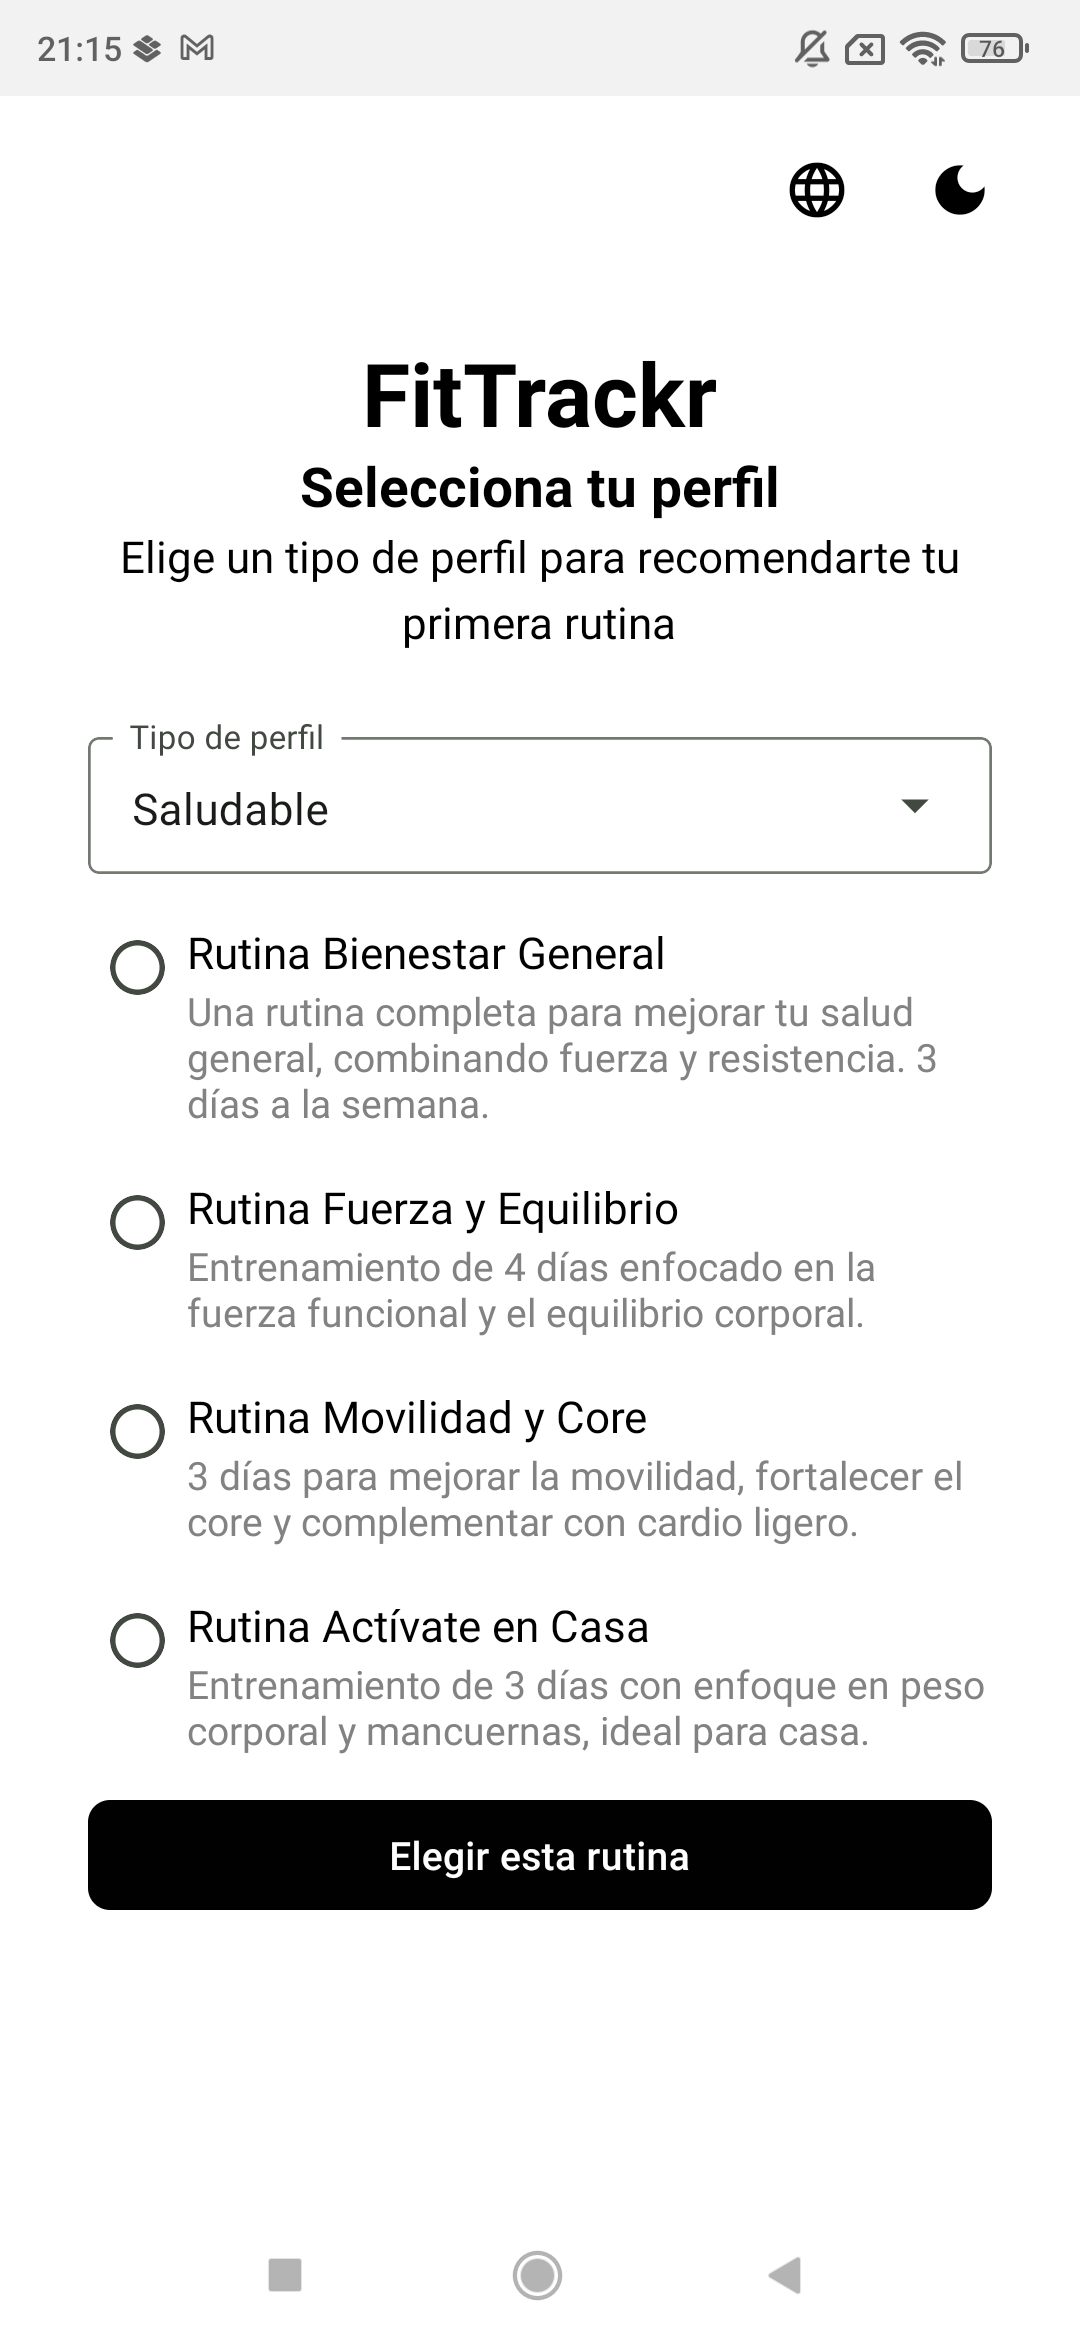 21:15
76
FitTrackr
Selecciona tu perfil
Elige un tipo de perfil para recomendarte tu
primera rutina
Tipo de perfil
Saludable
Rutina Bienestar General
Una rutina completa para mejorar tu salud
general, combinando fuerza y resistencia. 3
días a la semana.
Rutina Fuerza y Equilibrio
Entrenamiento de 4 días enfocado en la
fuerza funcional y el equilibrio corporal.
Rutina Movilidad y Core
3 días para mejorar la movilidad, fortalecer el
core y complementar con cardio ligero.
Rutina Actívate en Casa
Entrenamiento de 3 días con enfoque en peso
corporal y mancuernas, ideal para casa.
Elegir esta rutina